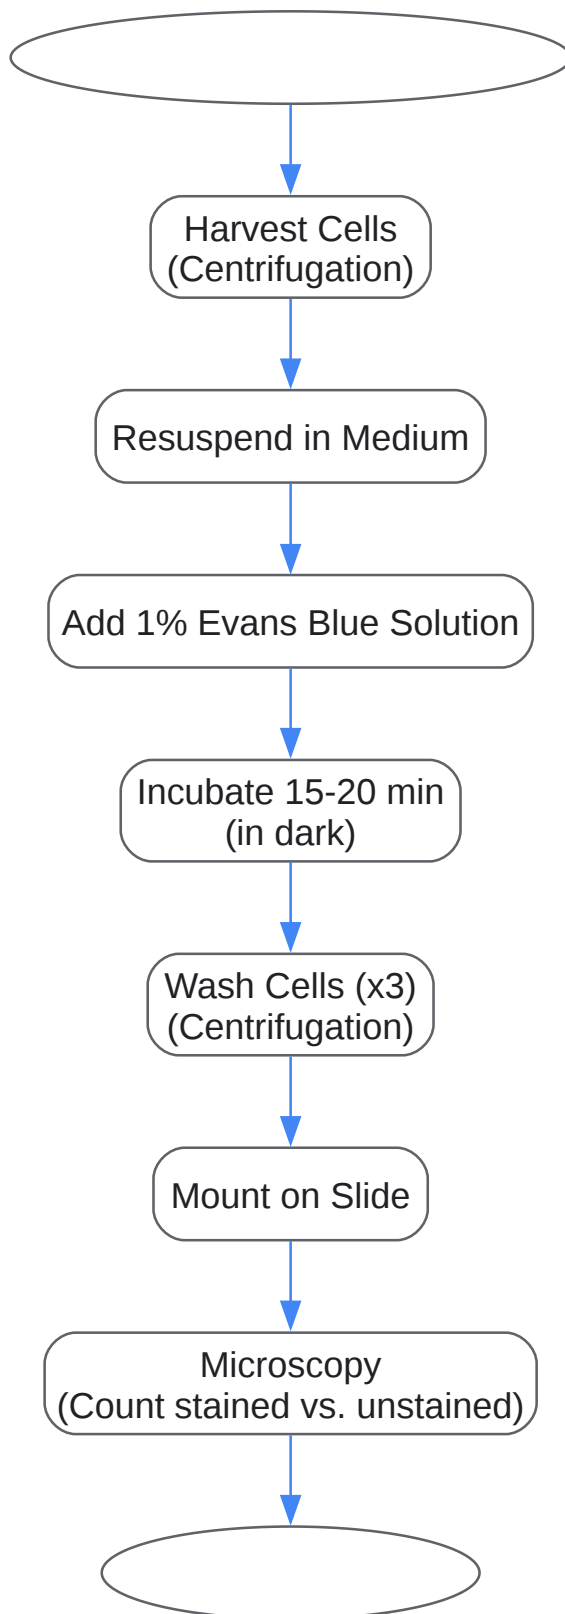 Harvest Cells
(Centrifugation)
Resuspend in Medium
Add 1% Evans Blue Solution
Incubate 15-20 min
(in dark)
Wash Cells (x3)
(Centrifugation)
Mount on Slide
Microscopy
(Count stained vs. unstained)